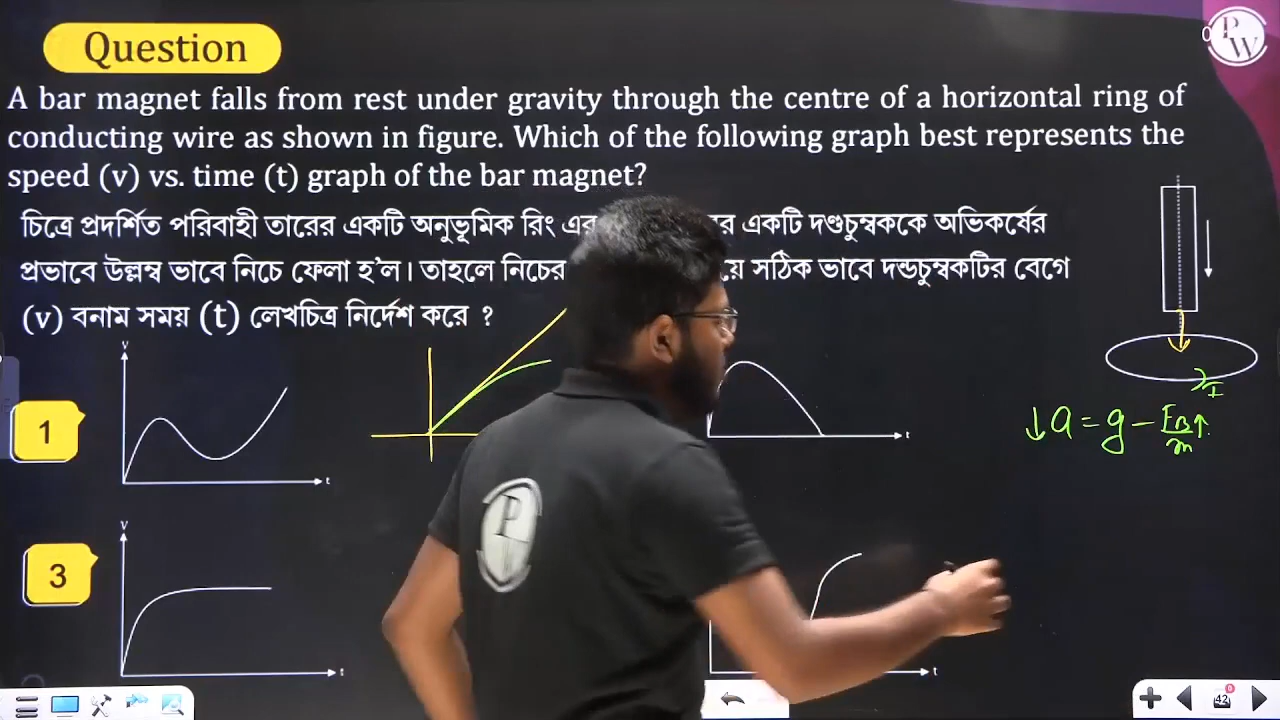 Question
A bar magnet falls from rest under gravity through the centre of a horizontal ring of
conducting wire as shown in figure. Which of the following graph best represents the
speed (v) vs. time (t) graph of the bar magnet?
চিত্রে প্রদর্শিত পরিবাহী তারের একটি অনুভূমিক রিং একটি দণ্ডচুম্বককে অভিকর্ষের
প্রভাবে উল্লম্ব ভাবে নিচে ফেলা হ'ল। তাহলে নিচের সঠিক ভাবে দন্ডচুম্বকটির বেগে
(v) বনাম সময় (t) লেখচিত্র নির্দেশ করে ?
1
v
t
t
I
↓a = g - F_B↑/m
3
v
t
t
PW
P
W
42